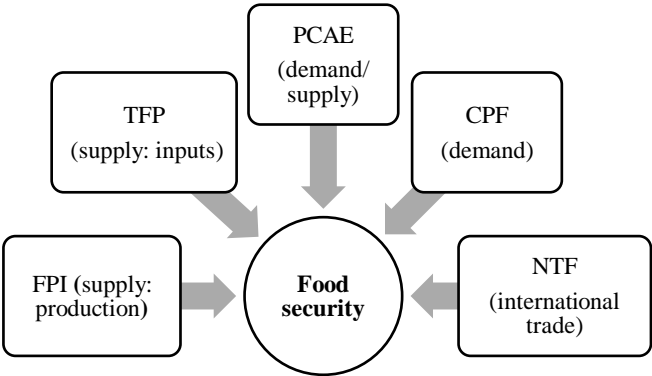 PCAE
(demand/
supply)
TFP
(supply: inputs)
CPF
(demand)
FPI (supply:
production)
Food
security
NTF
(international
trade)